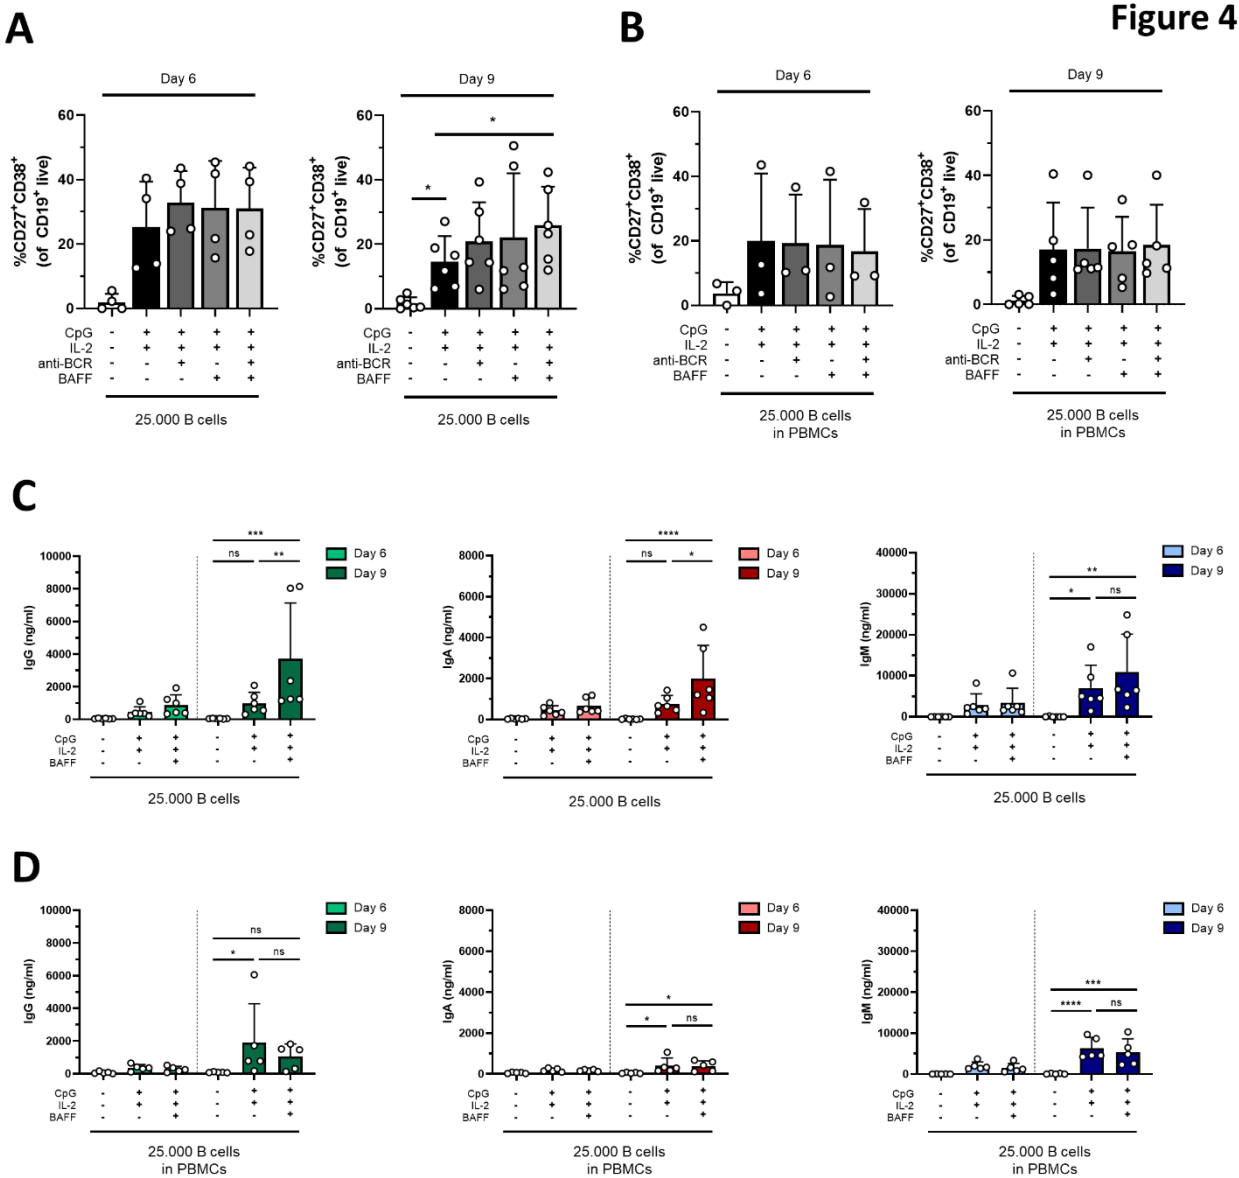 Figure 4
A
Day 6
60
40
20
0
%CD27+CD38+
(of CD19+ live)
CpG - + + + +
IL-2 - + + + +
anti-BCR - - + - +
BAFF - - - + +
25.000 B cells
Day 9
*
*
60
40
20
0
%CD27+CD38+
(of CD19+ live)
CpG - + + + +
IL-2 - + + + +
anti-BCR - - + - +
BAFF - - - + +
25.000 B cells
B
Day 6
60
40
20
0
%CD27+CD38+
(of CD19+ live)
CpG - + + + +
IL-2 - + + + +
anti-BCR - - + - +
BAFF - - - + +
25.000 B cells
in PBMCs
Day 9
60
40
20
0
%CD27+CD38+
(of CD19+ live)
CpG - + + + +
IL-2 - + + + +
anti-BCR - - + - +
BAFF - - - + +
25.000 B cells
in PBMCs
C
***
ns **
Day 6
Day 9
10000
8000
6000
4000
2000
0
IgG (ng/ml)
CpG - + + - + +
IL-2 - + + - + +
BAFF - - + - - +
25.000 B cells
****
ns *
Day 6
Day 9
8000
6000
4000
2000
0
IgA (ng/ml)
CpG - + + - + +
IL-2 - + + - + +
BAFF - - + - - +
25.000 B cells
**
* ns
Day 6
Day 9
40000
30000
20000
10000
0
IgM (ng/ml)
CpG - + + - + +
IL-2 - + + - + +
BAFF - - + - - +
25.000 B cells
D
ns
* ns
Day 6
Day 9
10000
8000
6000
4000
2000
0
IgG (ng/ml)
CpG - + + - + +
IL-2 - + + - + +
BAFF - - + - - +
25.000 B cells
in PBMCs
*
* ns
Day 6
Day 9
8000
6000
4000
2000
0
IgA (ng/ml)
CpG - + + - + +
IL-2 - + + - + +
BAFF - - + - - +
25.000 B cells
in PBMCs
***
**** ns
Day 6
Day 9
40000
30000
20000
10000
0
IgM (ng/ml)
CpG - + + - + +
IL-2 - + + - + +
BAFF - - + - - +
25.000 B cells
in PBMCs